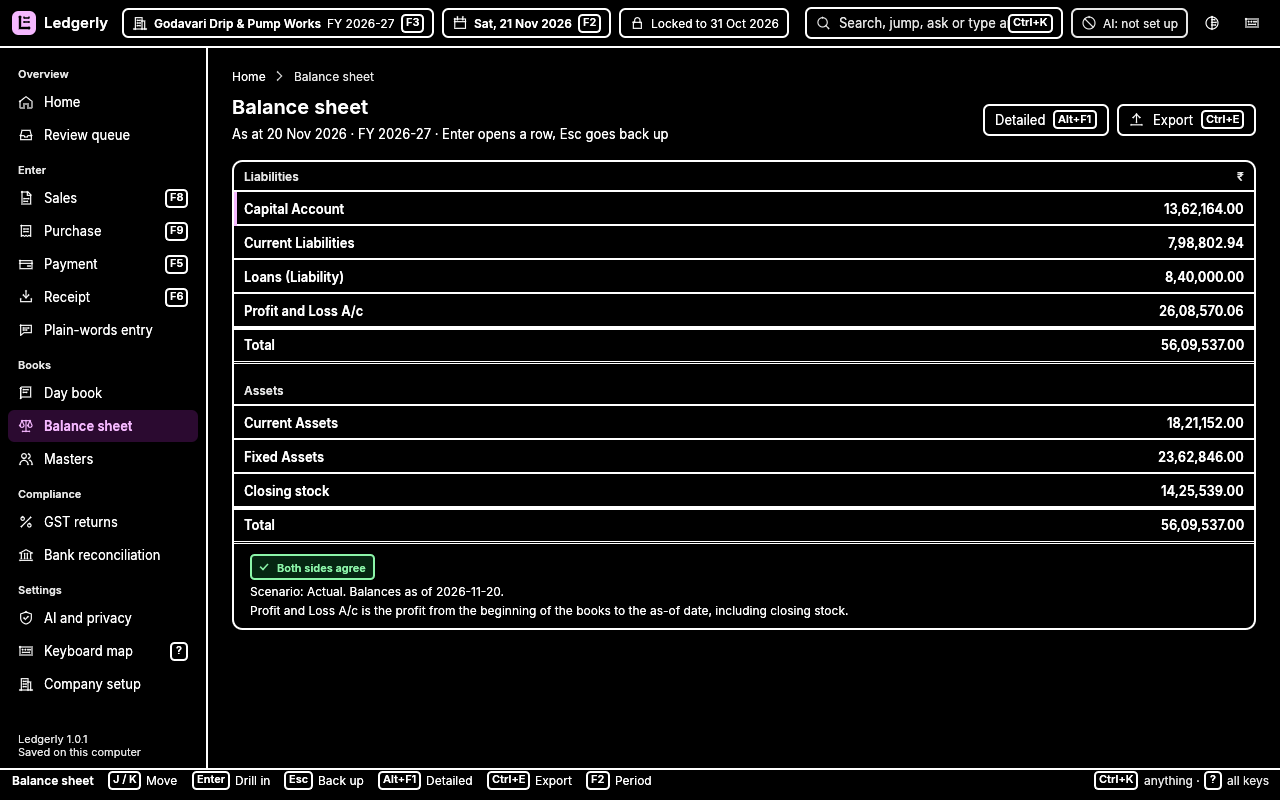 Ledgerly
Godavari Drip & Pump Works FY 2026-27 F3
Sat, 21 Nov 2026 F2
Locked to 31 Oct 2026
Search, jump, ask or type a Ctrl+K
AI: not set up
Overview
Home
Review queue
Enter
Sales F8
Purchase F9
Payment F5
Receipt F6
Plain-words entry
Books
Day book
Balance sheet
Masters
Compliance
GST returns
Bank reconciliation
Settings
AI and privacy
Keyboard map ?
Company setup
Ledgerly 1.0.1
Saved on this computer
Home > Balance sheet
Balance sheet
As at 20 Nov 2026 · FY 2026-27 · Enter opens a row, Esc goes back up
Detailed Alt+F1
Export Ctrl+E
Liabilities ₹
Capital Account 13,62,164.00
Current Liabilities 7,98,802.94
Loans (Liability) 8,40,000.00
Profit and Loss A/c 26,08,570.06
Total 56,09,537.00
Assets
Current Assets 18,21,152.00
Fixed Assets 23,62,846.00
Closing stock 14,25,539.00
Total 56,09,537.00
Both sides agree
Scenario: Actual. Balances as of 2026-11-20.
Profit and Loss A/c is the profit from the beginning of the books to the as-of date, including closing stock.
Balance sheet J / K Move Enter Drill in Esc Back up Alt+F1 Detailed Ctrl+E Export F2 Period Ctrl+K anything · ? all keys